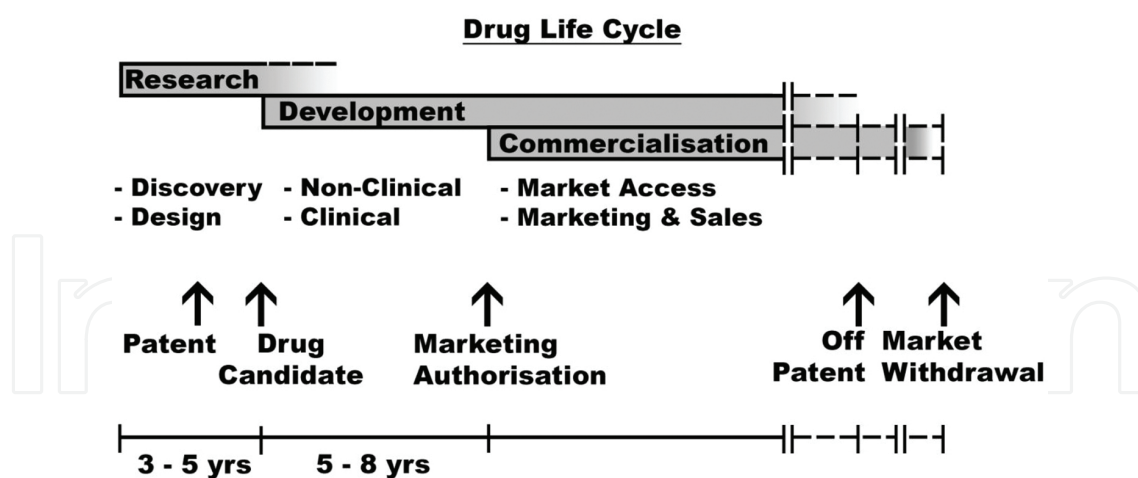 Drug Life Cycle
Research
Development
Commercialisation
- Discovery
- Design
- Non-Clinical
- Clinical
- Market Access
- Marketing & Sales
Patent
Drug
Candidate
Marketing
Authorisation
Off
Patent
Market
Withdrawal
3 - 5 yrs
5 - 8 yrs